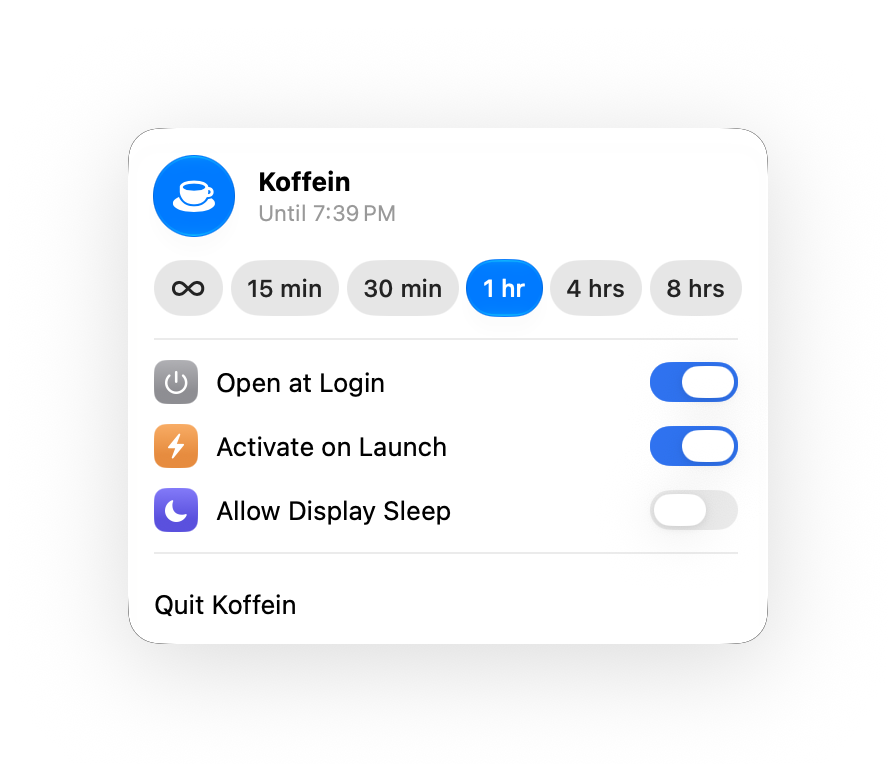 Koffein
Until 7:39 PM
∞ 15 min 30 min 1 hr 4 hrs 8 hrs
Open at Login
Activate on Launch
Allow Display Sleep
Quit Koffein